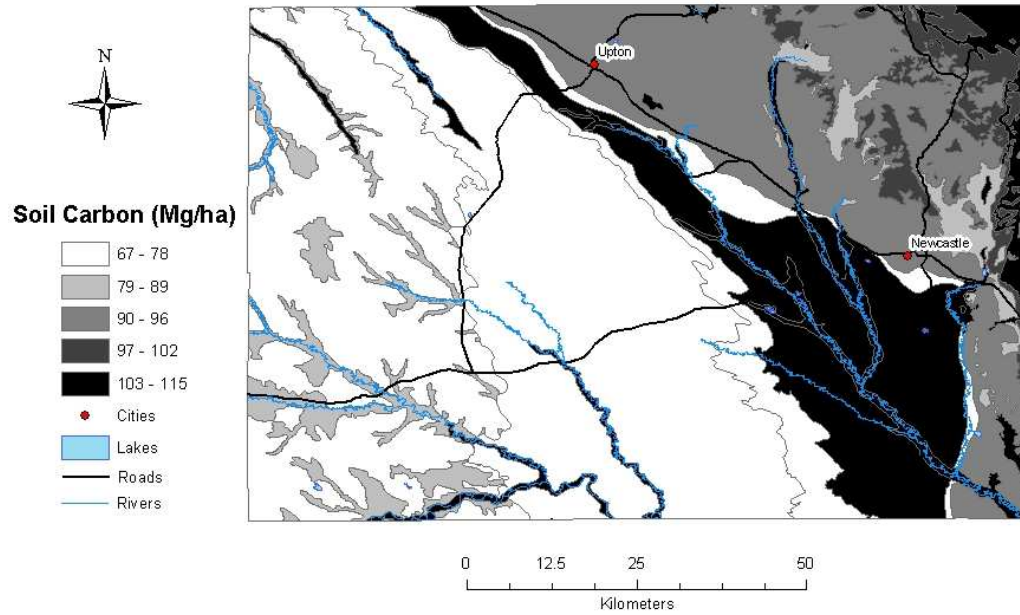 N
Upton
Newcastle
Soil Carbon (Mg/ha)
67 - 78
79 - 89
90 - 96
97 - 102
103 - 115
Cities
Lakes
Roads
Rivers
0 12.5 25 50
Kilometers